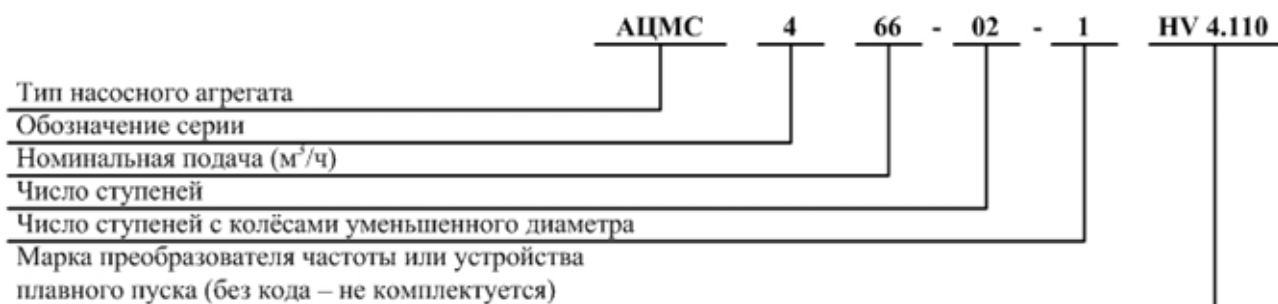 АЦМС 4 66 - 02 - 1 HV 4.110
Тип насосного агрегата
Обозначение серии
Номинальная подача (м³/ч)
Число ступеней
Число ступеней с колёсами уменьшенного диаметра
Марка преобразователя частоты или устройства
плавного пуска (без кода – не комплектуется)